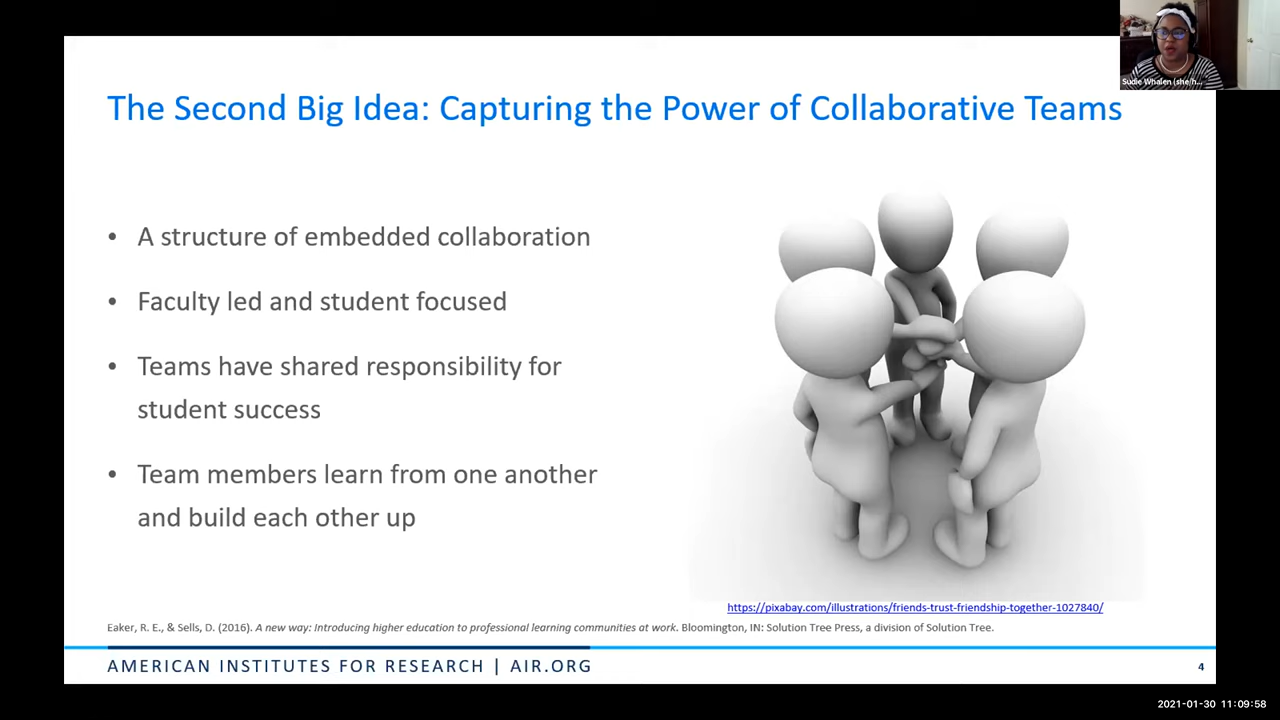 Sudie Whalen (she/h...
The Second Big Idea: Capturing the Power of Collaborative Teams
• A structure of embedded collaboration
• Faculty led and student focused
• Teams have shared responsibility for
student success
• Team members learn from one another
and build each other up
https://pixabay.com/illustrations/friends-trust-friendship-together-1027840/
Eaker, R. E., & Sells, D. (2016). A new way: Introducing higher education to professional learning communities at work. Bloomington, IN: Solution Tree Press, a division of Solution Tree.
AMERICAN INSTITUTES FOR RESEARCH | AIR.ORG
4
2021-01-30 11:09:58